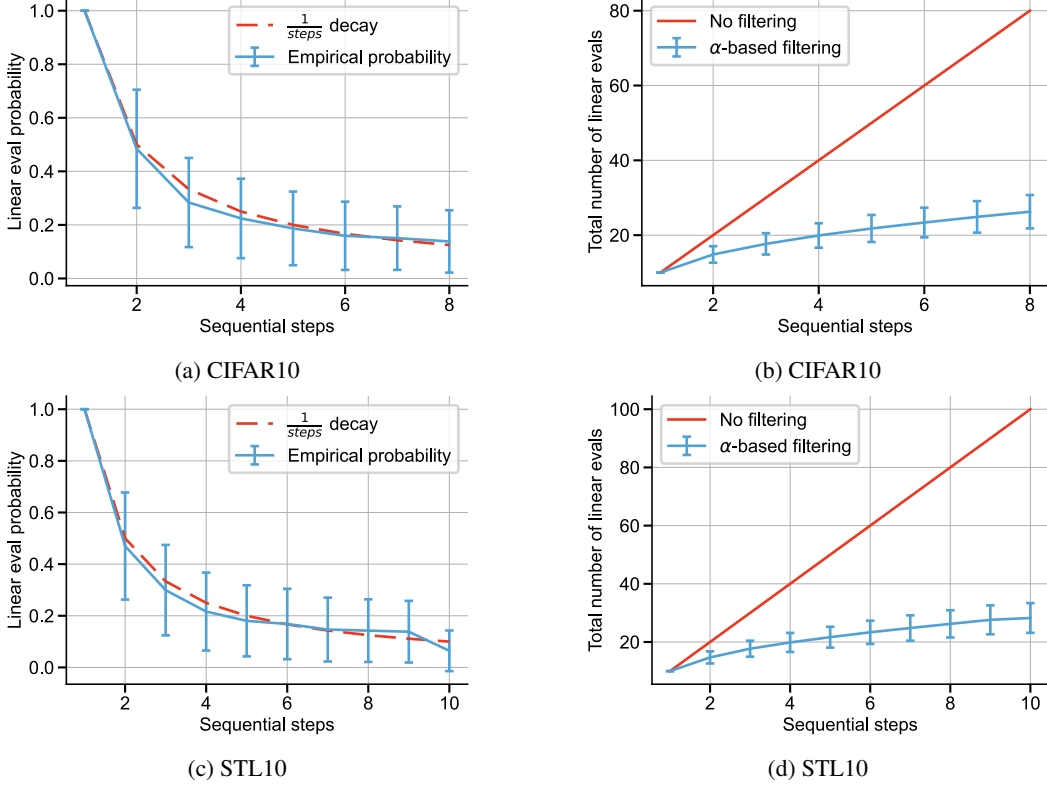 1.0
0.8
0.6
0.4
0.2
0.0
Linear eval probability
1/steps decay
Empirical probability
2
4
6
8
Sequential steps
(a) CIFAR10
80
60
40
20
Total number of linear evals
No filtering
α-based filtering
2
4
6
8
Sequential steps
(b) CIFAR10
1.0
0.8
0.6
0.4
0.2
0.0
Linear eval probability
1/steps decay
Empirical probability
2
4
6
8
10
Sequential steps
(c) STL10
100
80
60
40
20
Total number of linear evals
No filtering
α-based filtering
2
4
6
8
10
Sequential steps
(d) STL10